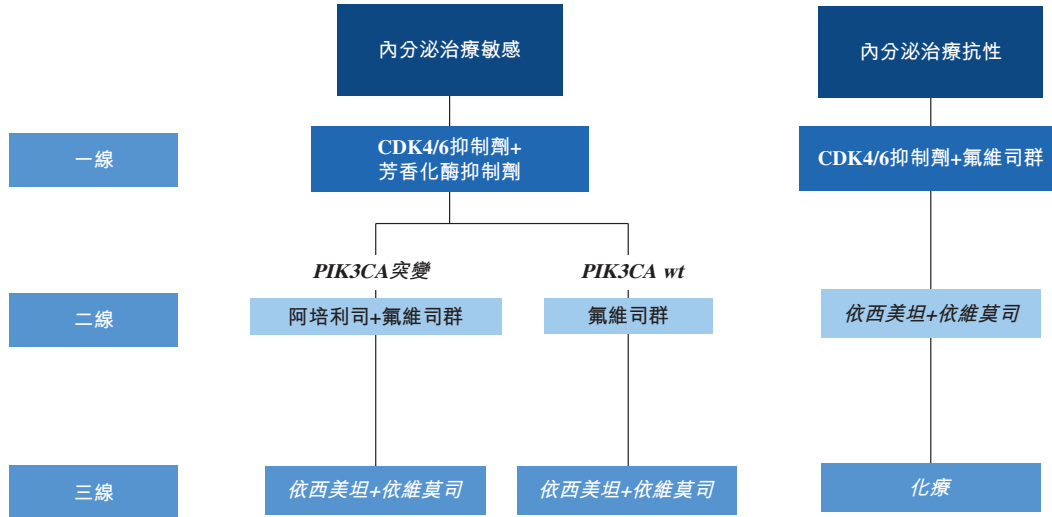 內分泌治療敏感
內分泌治療抗性
一線
CDK4/6抑制劑+
芳香化酶抑制劑
CDK4/6抑制劑+氟維司群
PIK3CA突變
PIK3CA wt
二線
阿培利司+氟維司群
氟維司群
依西美坦+依維莫司
三線
依西美坦+依維莫司
依西美坦+依維莫司
化療